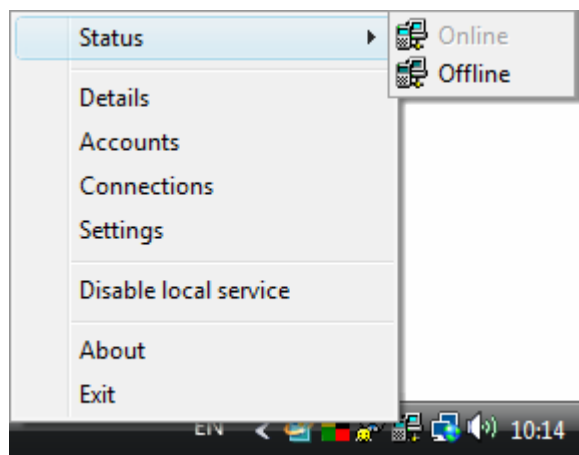 Status
Online
Offline
Details
Accounts
Connections
Settings
Disable local service
About
Exit
EN
10:14